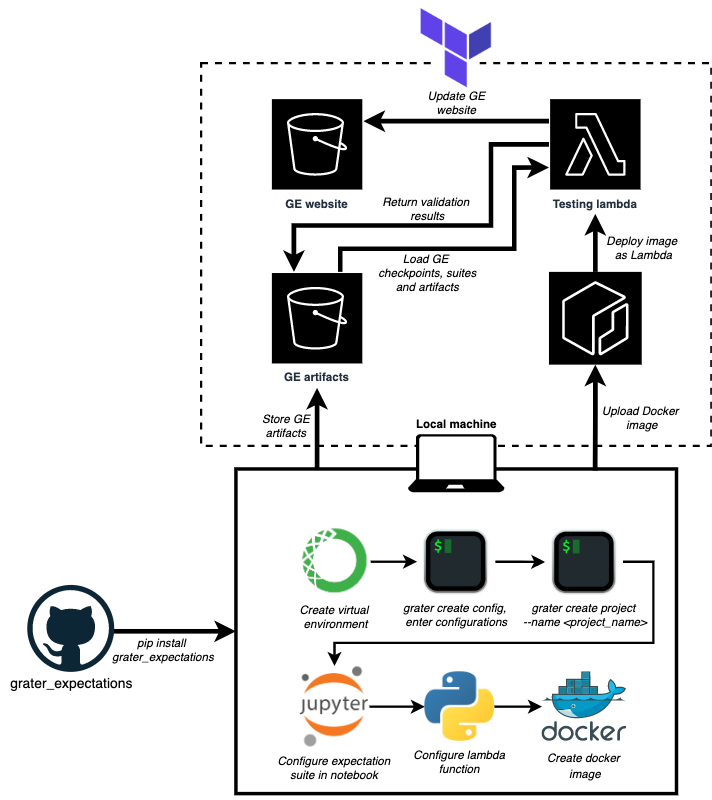 Update GE
website
GE website
Testing lambda
Return validation
results
Deploy image
as Lambda
Load GE
checkpoints, suites
and artifacts
GE artifacts
Store GE
artifacts
Upload Docker
image
Local machine
$
$
Create virtual
environment
grater create config,
enter configurations
grater create project
--name <project_name>
pip install
grater_expectations
grater_expectations
jupyter
docker
Configure expectation
suite in notebook
Configure lambda
function
Create docker
image